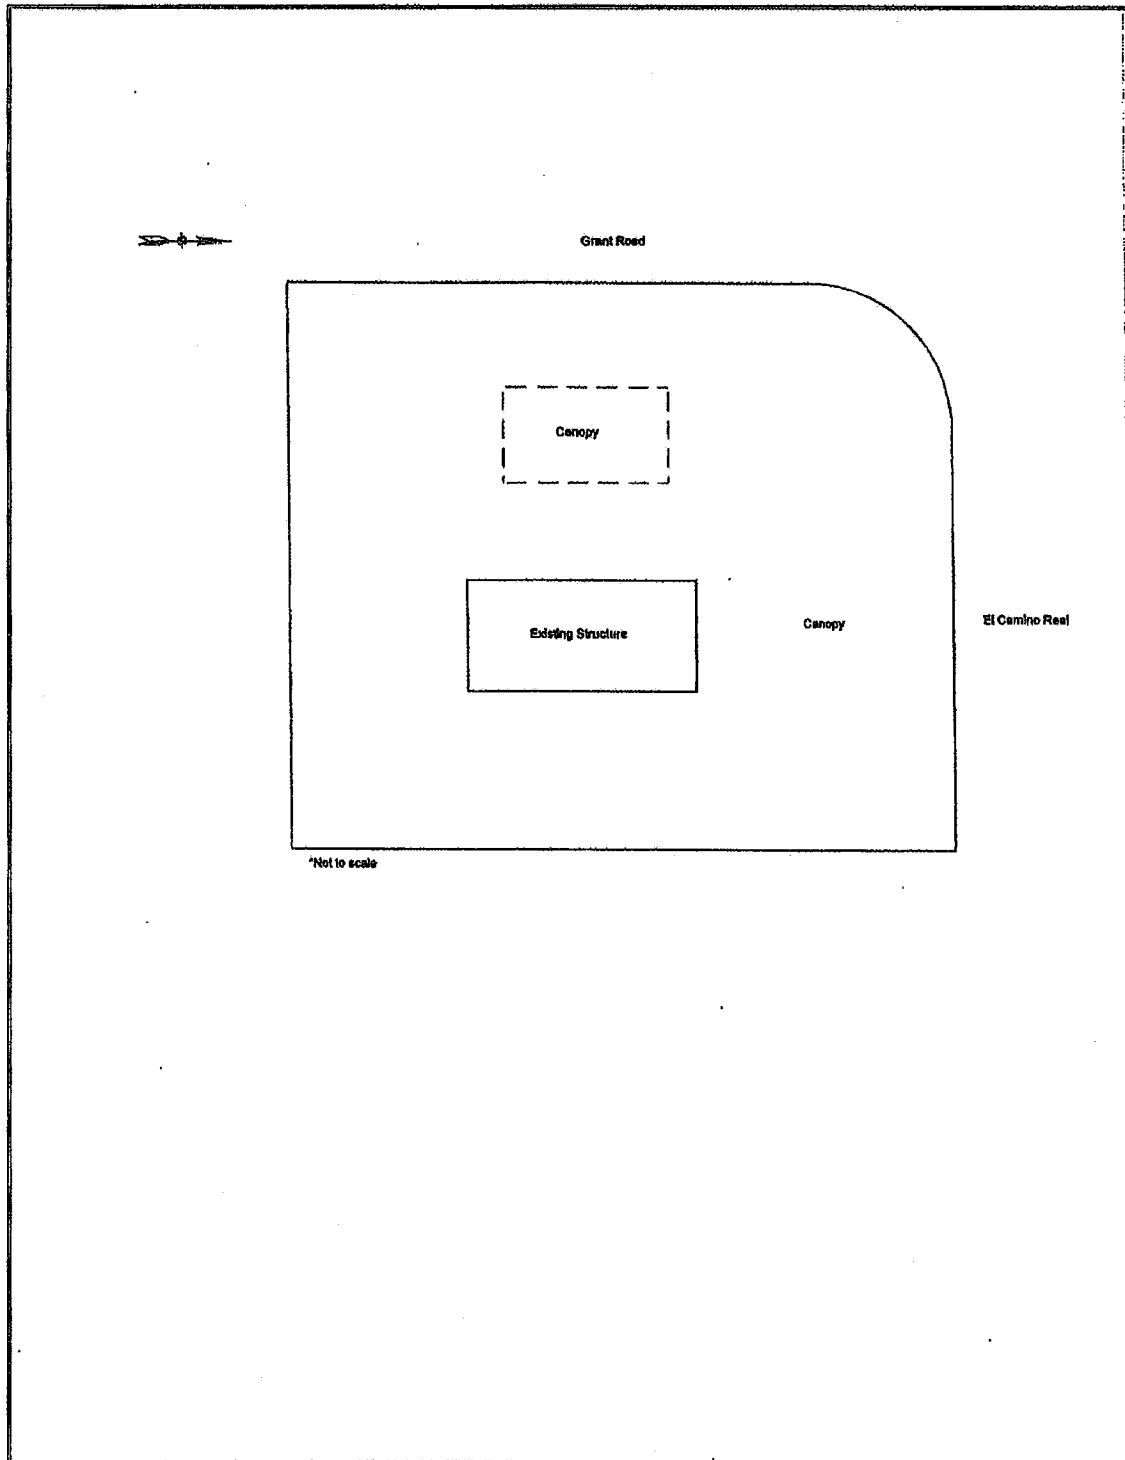 Grant Road
Canopy
Existing Structure
Canopy
El Camino Real
*Not to scale